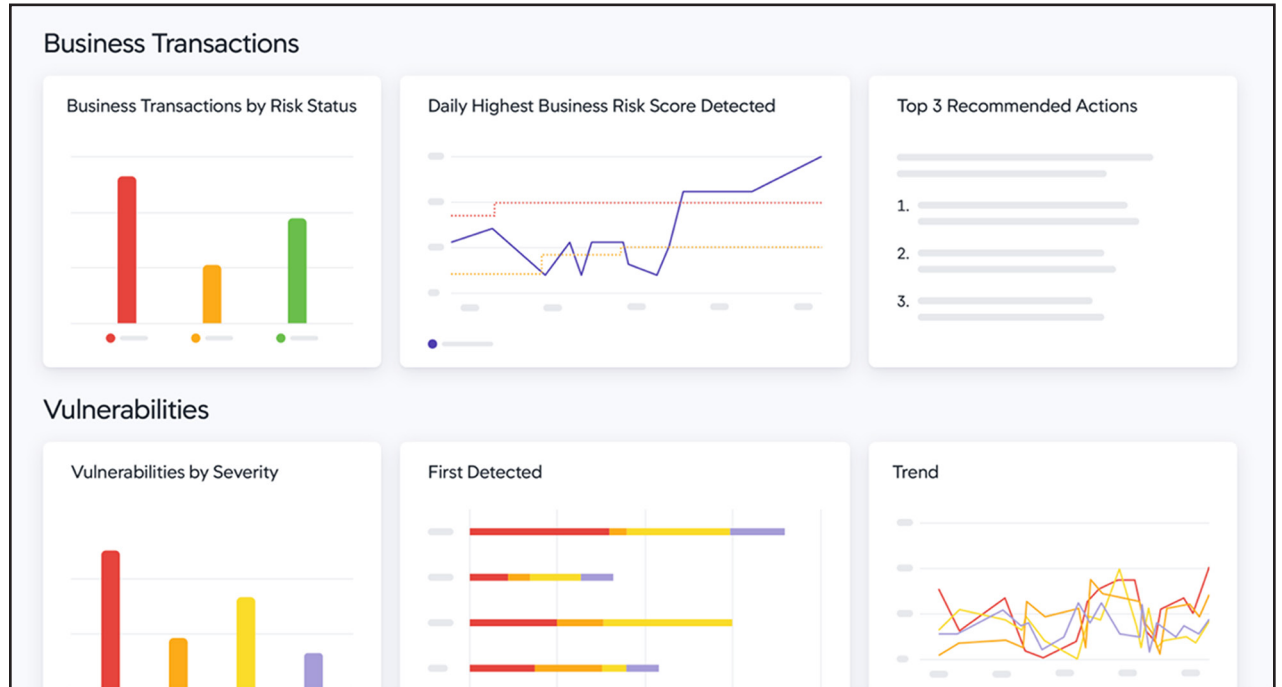 Business Transactions
Business Transactions by Risk Status
Daily Highest Business Risk Score Detected
Top 3 Recommended Actions
1.
2.
3.
Vulnerabilities
Vulnerabilities by Severity
First Detected
Trend